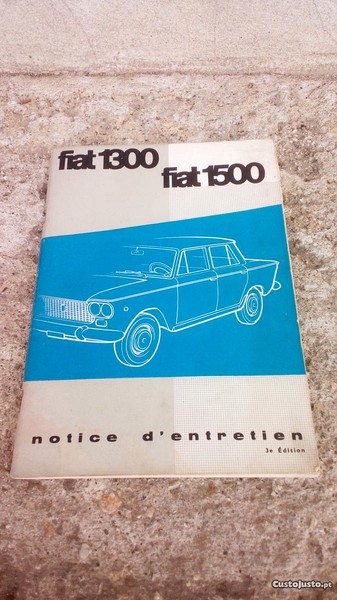 fiat 1300
fiat 1500
notice d'entretien
3e Édition
CustoJusto.pt